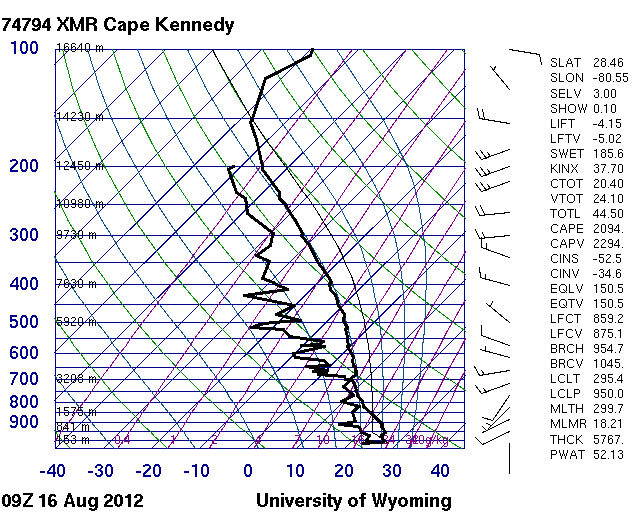 74794 XMR Cape Kennedy
100
16640 m
14230 m
200
12450 m
10980 m
300
9730 m
400
7630 m
500
5920 m
600
700
3208 m
800
1575 m
900
841 m
153 m
0.4 1 2 4 7 10 16 24 32 40g/kg
-40 -30 -20 -10 0 10 20 30 40
09Z 16 Aug 2012 University of Wyoming
SLAT 28.46
SLON -80.55
SELV 3.00
SHOW 0.10
LIFT -4.15
LFTV -5.02
SWET 185.6
KINX 37.70
CTOT 20.40
VTOT 24.10
TOTL 44.50
CAPE 2094.
CAPV 2294.
CINS -52.5
CINV -34.6
EQLV 150.5
EQTV 150.5
LFCT 859.2
LFCV 875.1
BRCH 954.7
BRCV 1045.
LCLT 295.4
LCLP 950.0
MLTH 299.7
MLMR 18.21
THCK 5767.
PWAT 52.13